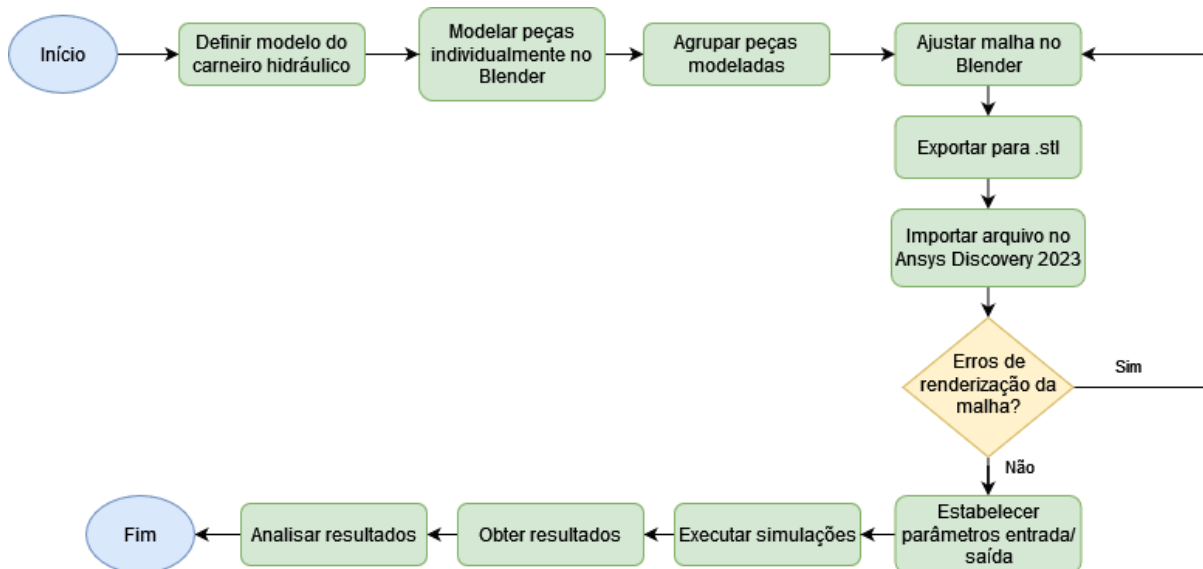 Início
Definir modelo do
carneiro hidráulico
Modelar peças
individualmente no
Blender
Agrupar peças
modeladas
Ajustar malha no
Blender
Exportar para .stl
Importar arquivo no
Ansys Discovery 2023
Erros de
renderização da
malha?
Sim
Não
Estabelecer
parâmetros entrada/
saída
Executar simulações
Obter resultados
Analisar resultados
Fim